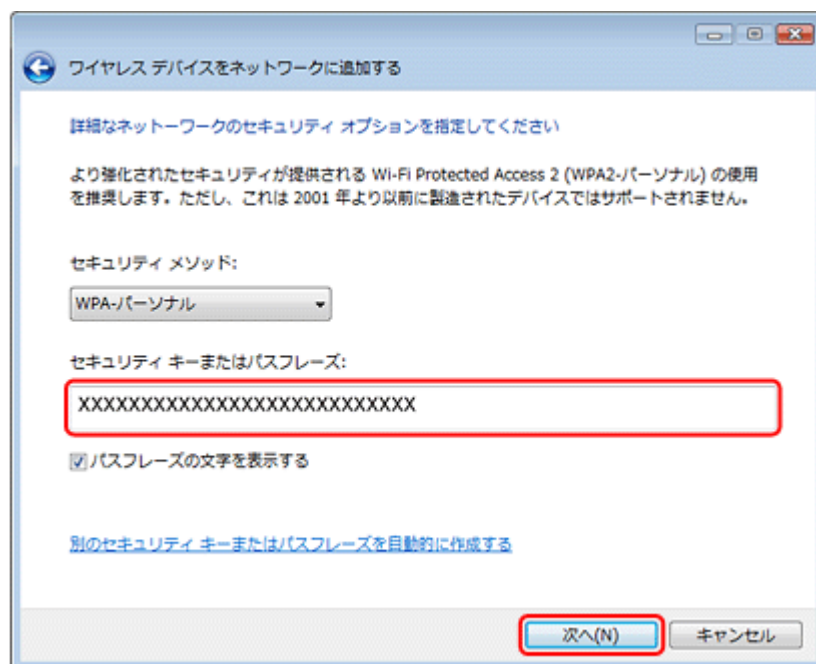 ワイヤレス デバイスをネットワークに追加する
詳細なネットーワークのセキュリティ オプションを指定してください
より強化されたセキュリティが提供される Wi-Fi Protected Access 2 (WPA2-パーソナル) の使用
を推奨します。ただし、これは 2001 年より以前に製造されたデバイスではサポートされません。
セキュリティ メソッド:
WPA-パーソナル
セキュリティ キーまたはパスフレーズ:
XXXXXXXXXXXXXXXXXXXXXXXXXXX
パスフレーズの文字を表示する
別のセキュリティ キーまたはパスフレーズを自動的に作成する
次へ(N)
キャンセル